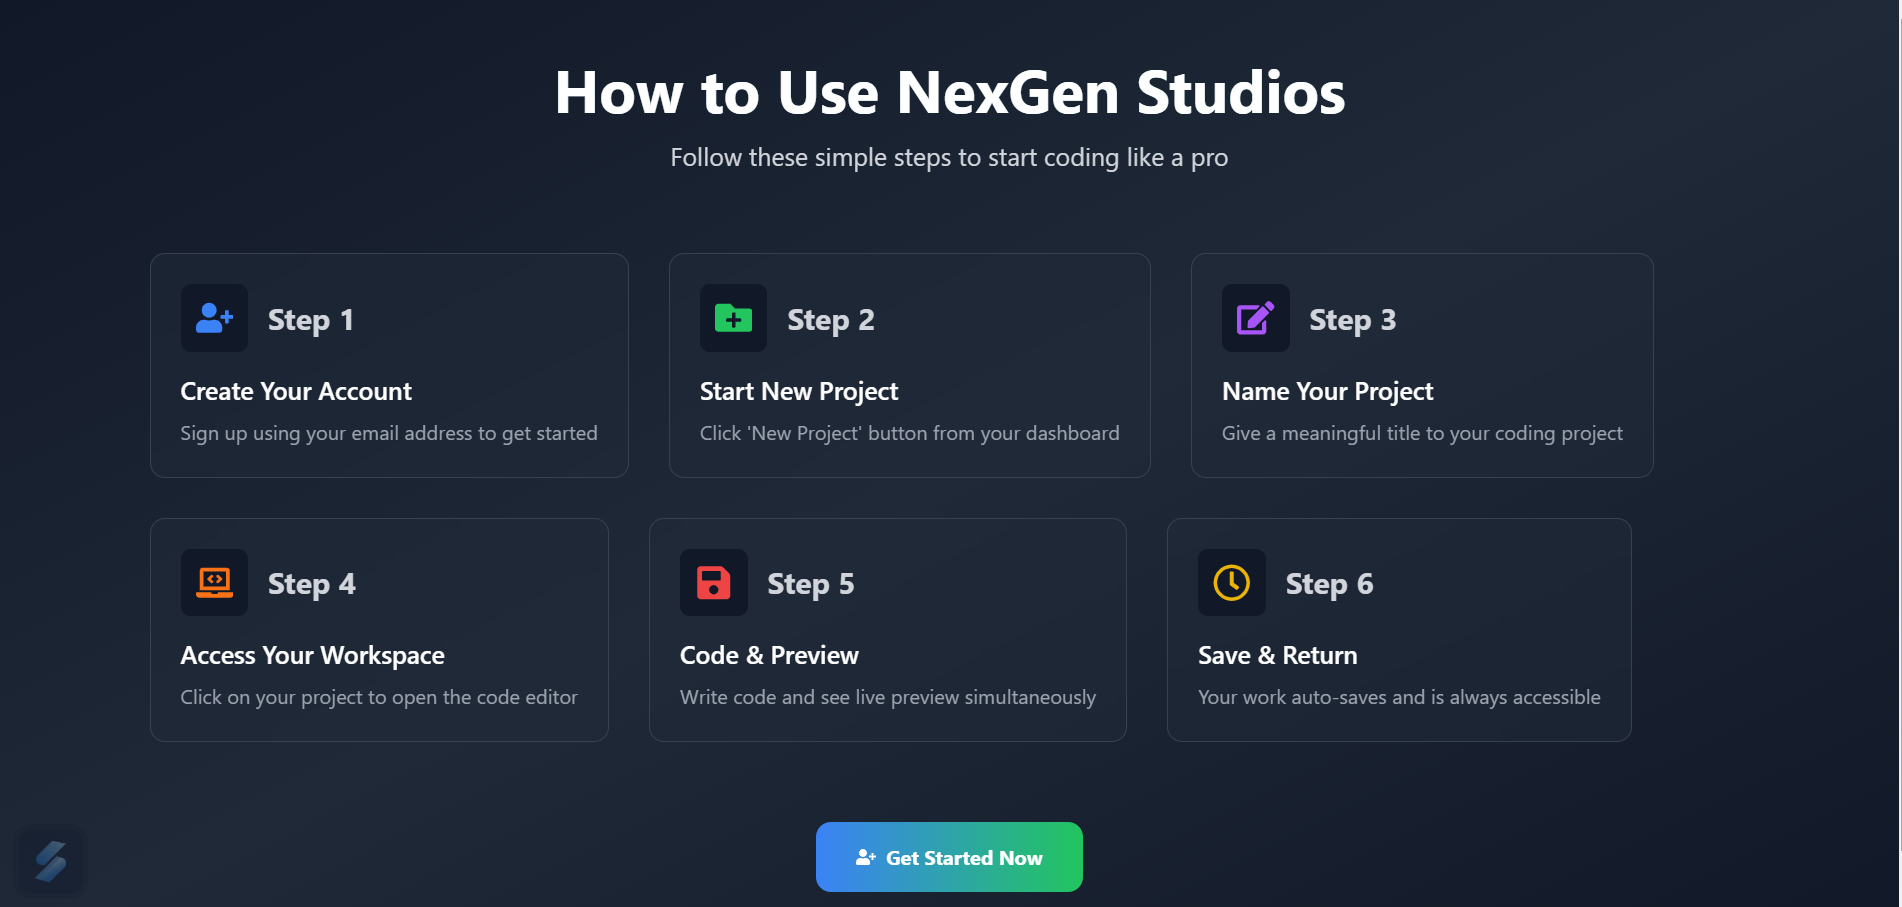 How to Use NexGen Studios
Follow these simple steps to start coding like a pro
Step 1
Create Your Account
Sign up using your email address to get started
Step 2
Start New Project
Click 'New Project' button from your dashboard
Step 3
Name Your Project
Give a meaningful title to your coding project
Step 4
Access Your Workspace
Click on your project to open the code editor
Step 5
Code & Preview
Write code and see live preview simultaneously
Step 6
Save & Return
Your work auto-saves and is always accessible
Get Started Now